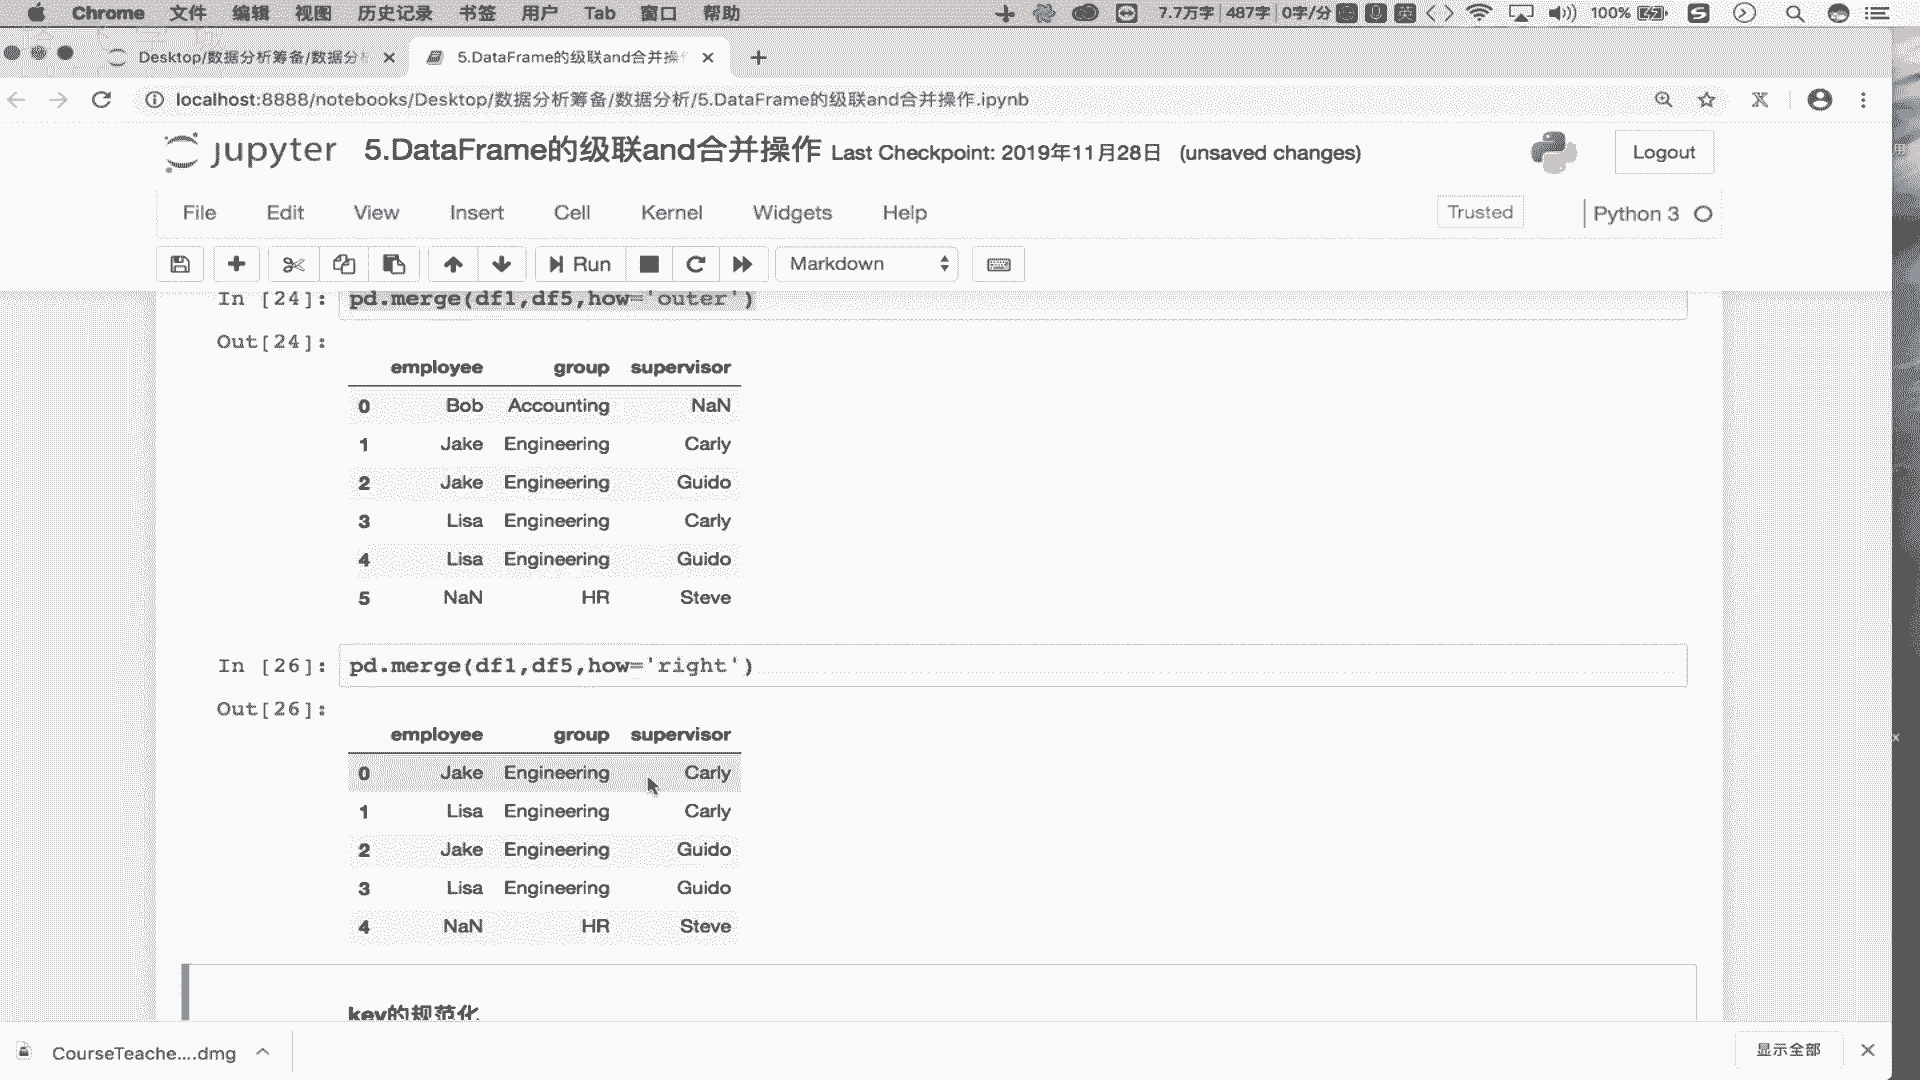 Chrome 文件 编辑 视图 历史记录 书签 用户 Tab 窗口 帮助 7.7万字 487字 0字/分 英 100%
Desktop/数据分析筹备/数据分 5.DataFrame的级联and合并操
localhost:8888/notebooks/Desktop/数据分析筹备/数据分析/5.DataFrame的级联and合并操作.ipynb
jupyter 5.DataFrame的级联and合并操作 Last Checkpoint: 2019年11月28日 (unsaved changes) Logout
File Edit View Insert Cell Kernel Widgets Help Trusted Python 3
Run Markdown
In [24]: pd.merge(df1,df5,how='outer')
Out[24]:
employee group supervisor
0 Bob Accounting NaN
1 Jake Engineering Carly
2 Jake Engineering Guido
3 Lisa Engineering Carly
4 Lisa Engineering Guido
5 NaN HR Steve
In [26]: pd.merge(df1,df5,how='right')
Out[26]:
employee group supervisor
0 Jake Engineering Carly
1 Lisa Engineering Carly
2 Jake Engineering Guido
3 Lisa Engineering Guido
4 NaN HR Steve
key的规范化
CourseTeache....dmg 显示全部